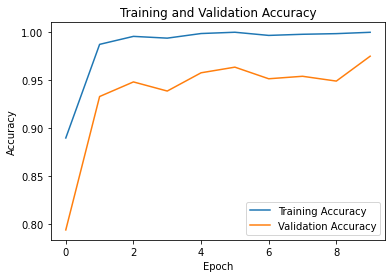 Training and Validation Accuracy
1.00
0.95
0.90
0.85
0.80
Accuracy
Training Accuracy
Validation Accuracy
0 2 4 6 8
Epoch